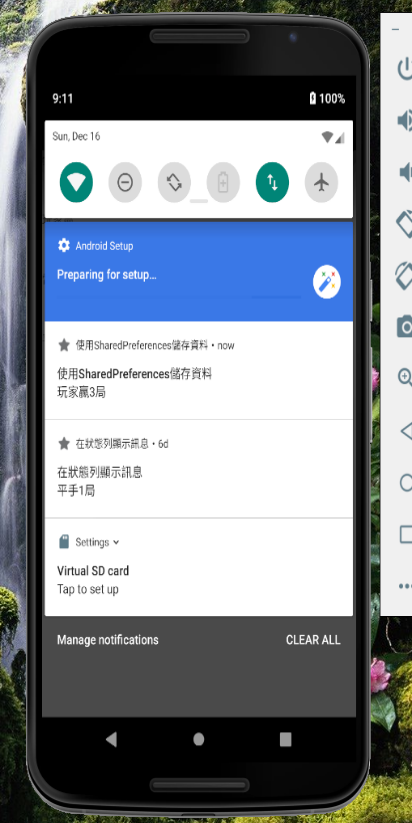 9:11
100%
Sun, Dec 16
Android Setup
Preparing for setup...
使用SharedPreferences儲存資料 • now
使用SharedPreferences儲存資料
玩家贏3局
在狀態列顯示訊息 • 6d
在狀態列顯示訊息
平手1局
Settings
Virtual SD card
Tap to set up
Manage notifications
CLEAR ALL